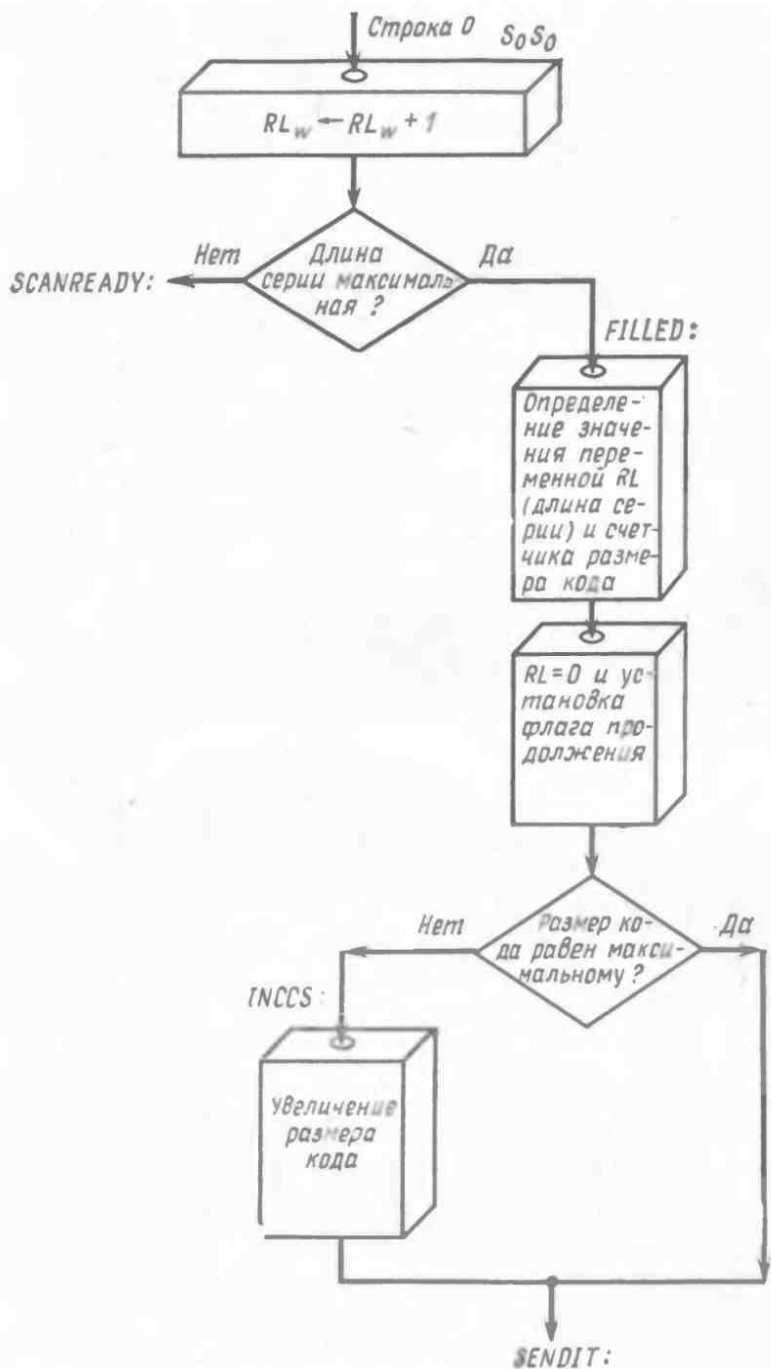 Строка 0
S₀S₀
RL_w ← RL_w + 1
Нет
Длина
Да
серии максималь-
ная ?
SCANREADY:
FILLED:
Определе-
ние значе-
ния пере-
менной RL
(длина се-
рии) и счет-
чика разме-
ра кода
RL=0 и ус-
тановка
флага про-
должения
Нет
Размер ко-
Да
да равен макси-
мальному ?
INCCS:
Увеличение
размера
кода
SENDIT: